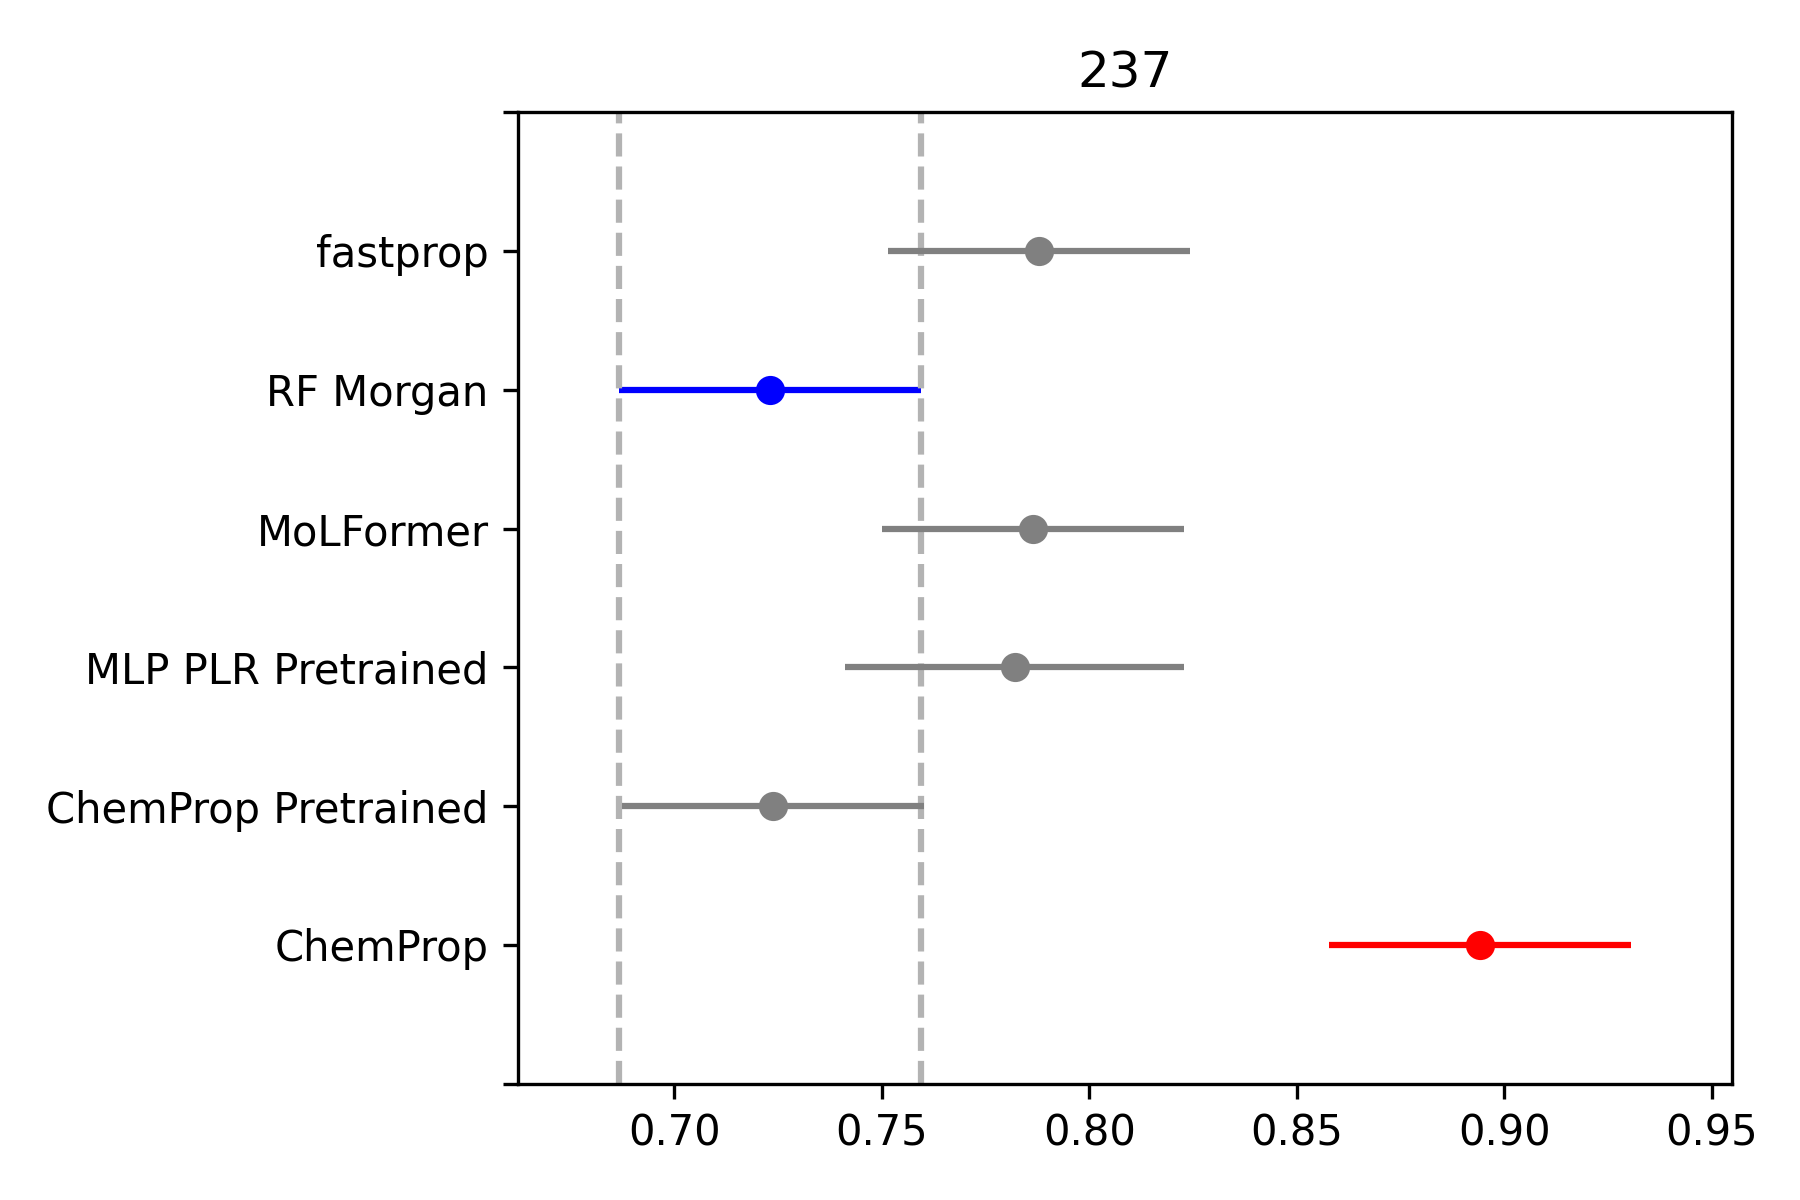 237
fastprop
RF Morgan
MoLFormer
MLP PLR Pretrained
ChemProp Pretrained
ChemProp
0.70 0.75 0.80 0.85 0.90 0.95